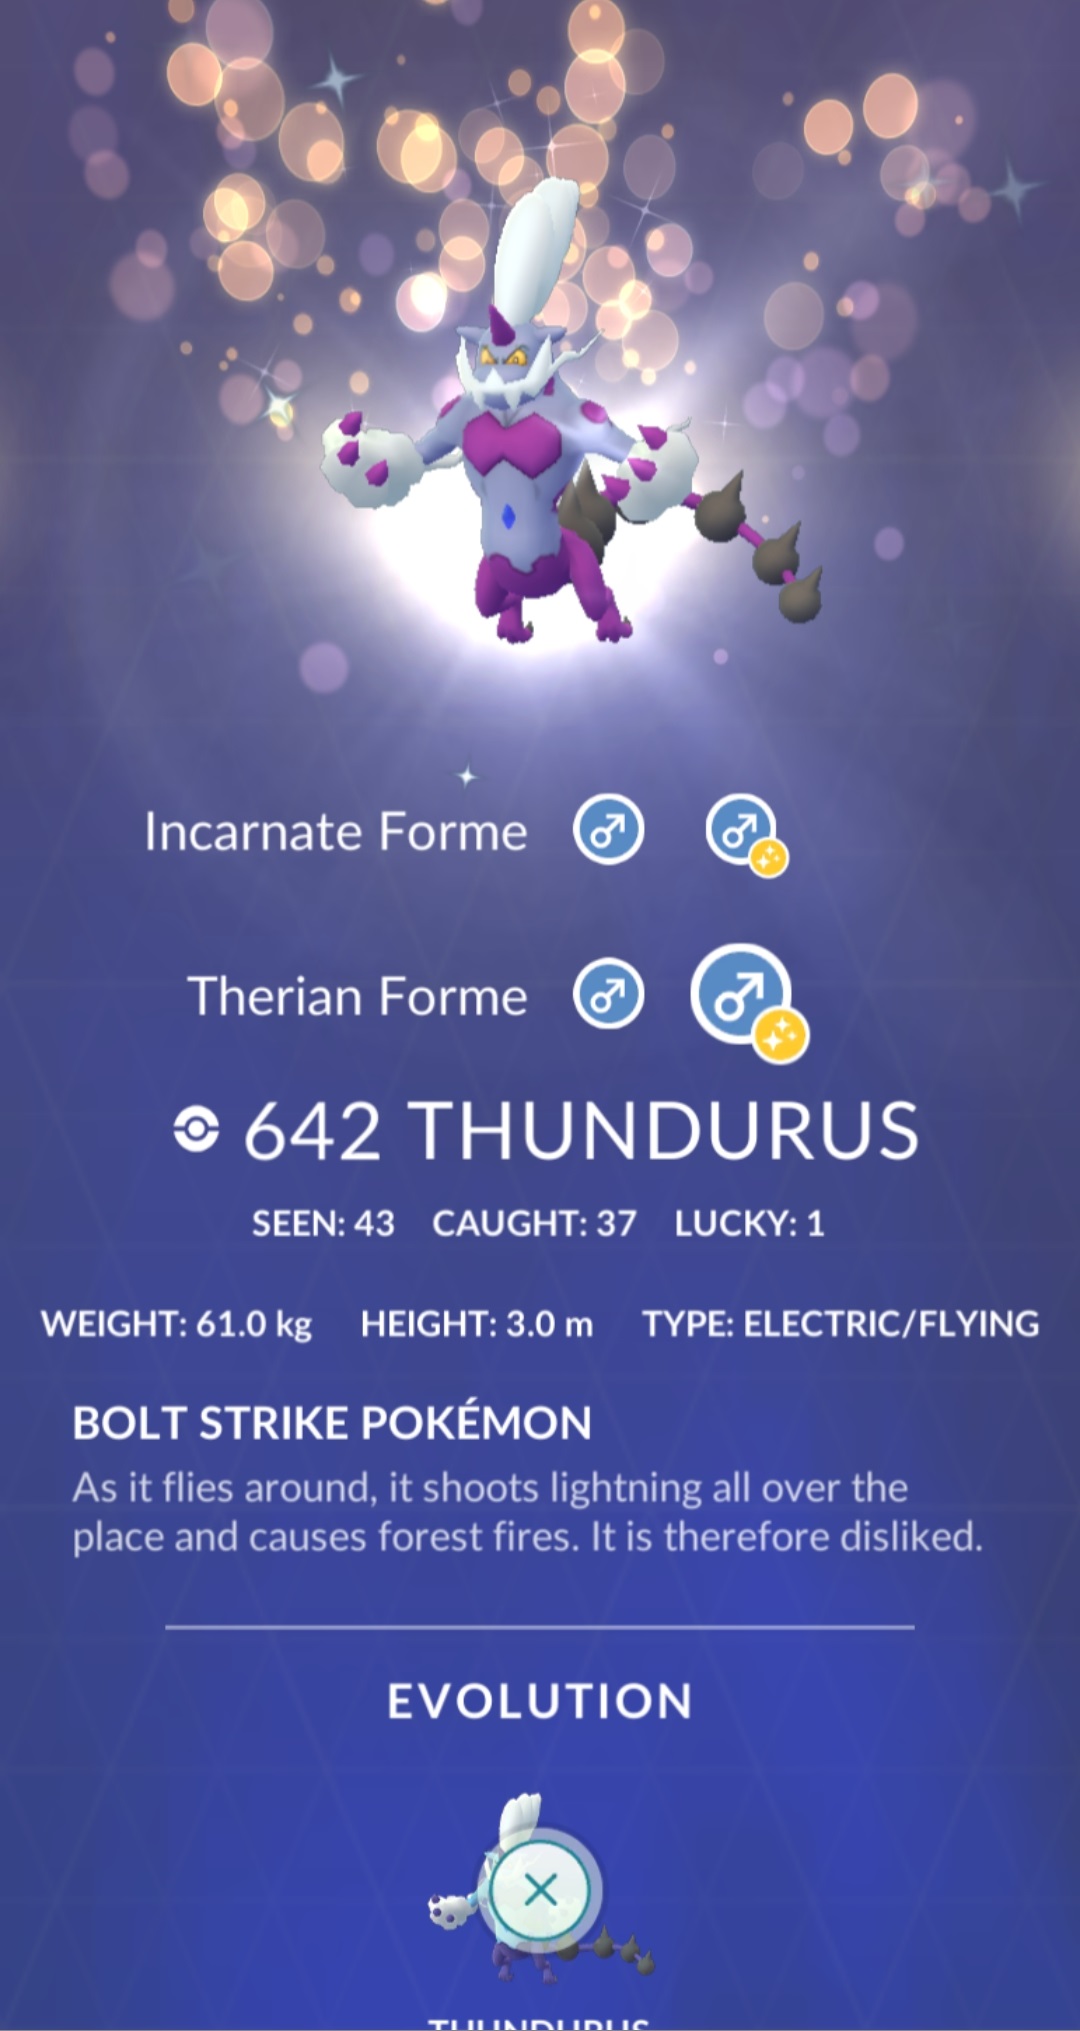 Incarnate Forme
Therian Forme
642 THUNDURUS
SEEN: 43 CAUGHT: 37 LUCKY: 1
WEIGHT: 61.0 kg HEIGHT: 3.0 m TYPE: ELECTRIC/FLYING
BOLT STRIKE POKÉMON
As it flies around, it shoots lightning all over the
place and causes forest fires. It is therefore disliked.
EVOLUTION
THUNDURUS